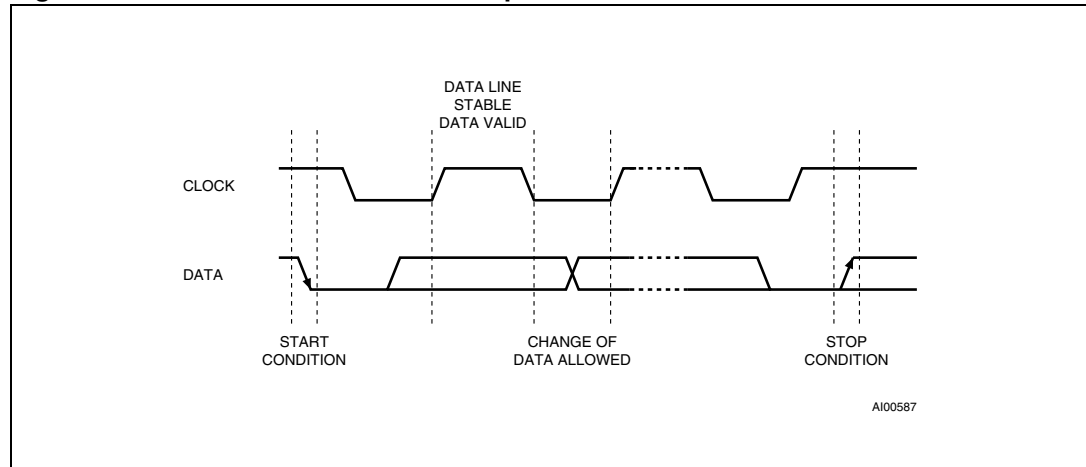 DATA LINE
STABLE
DATA VALID
CLOCK
DATA
START
CONDITION
CHANGE OF
DATA ALLOWED
STOP
CONDITION
AI00587